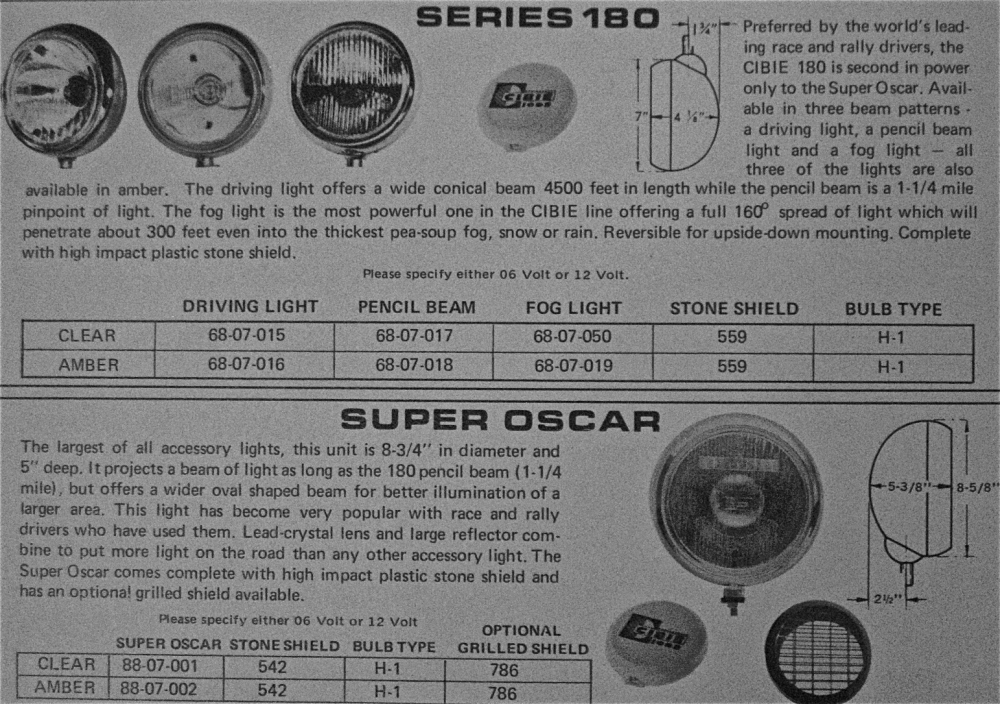 SERIES 180
1¾"
7"
4 ⅛"
CIBIE
Preferred by the world's lead-
ing race and rally drivers, the
CIBIE 180 is second in power
only to the Super Oscar. Avail-
able in three beam patterns -
a driving light, a pencil beam
light and a fog light — all
three of the lights are also
available in amber. The driving light offers a wide conical beam 4500 feet in length while the pencil beam is a 1-1/4 mile
pinpoint of light. The fog light is the most powerful one in the CIBIE line offering a full 160° spread of light which will
penetrate about 300 feet even into the thickest pea-soup fog, snow or rain. Reversible for upside-down mounting. Complete
with high impact plastic stone shield.
Please specify either 06 Volt or 12 Volt.
DRIVING LIGHT PENCIL BEAM FOG LIGHT STONE SHIELD BULB TYPE
CLEAR 68-07-015 68-07-017 68-07-050 559 H-1
AMBER 68-07-016 68-07-018 68-07-019 559 H-1
SUPER OSCAR
The largest of all accessory lights, this unit is 8-3/4" in diameter and
5" deep. It projects a beam of light as long as the 180 pencil beam (1-1/4
mile), but offers a wider oval shaped beam for better illumination of a
larger area. This light has become very popular with race and rally
drivers who have used them. Lead-crystal lens and large reflector com-
bine to put more light on the road than any other accessory light. The
Super Oscar comes complete with high impact plastic stone shield and
has an optional grilled shield available.
5-3/8"
8-5/8"
2½"
CIBIE
Please specify either 06 Volt or 12 Volt
SUPER OSCAR STONE SHIELD BULB TYPE OPTIONAL GRILLED SHIELD
CLEAR 88-07-001 542 H-1 786
AMBER 88-07-002 542 H-1 786